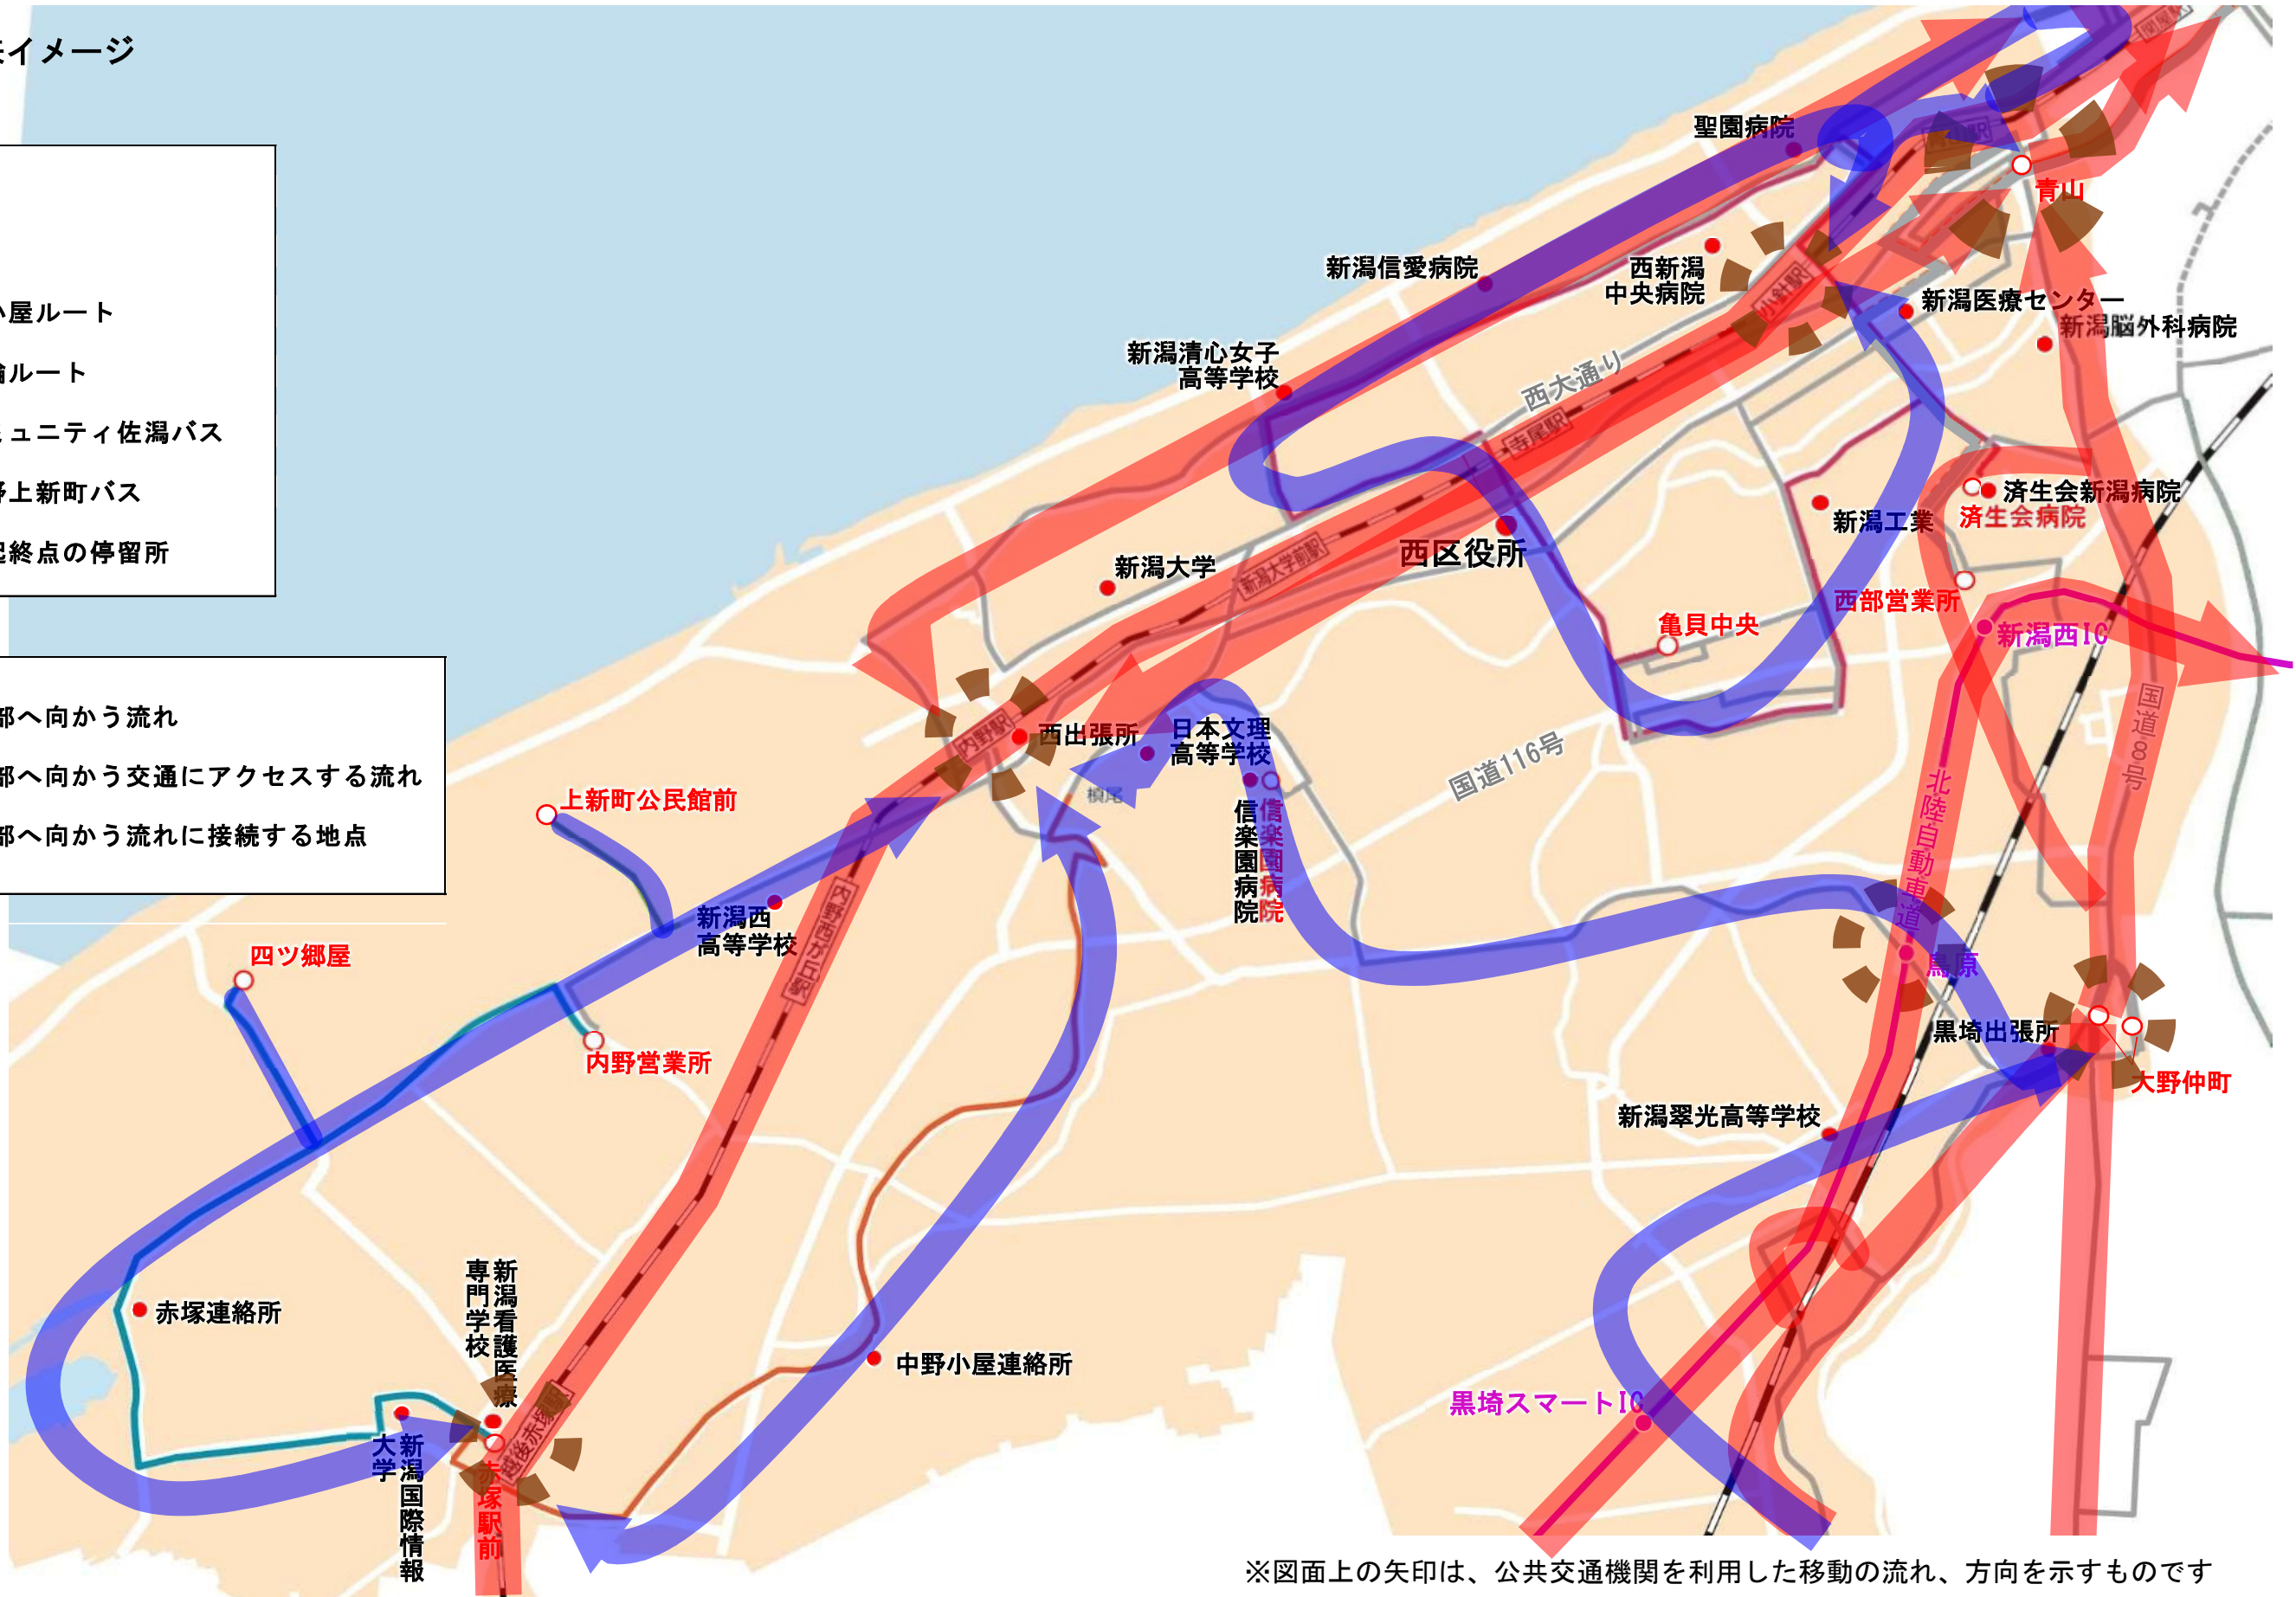 来イメージ
小屋ルート
輪ルート
ミュニティ佐潟バス
野上新町バス
起終点の停留所
部へ向かう流れ
部へ向かう交通にアクセスする流れ
部へ向かう流れに接続する地点
聖園病院
青山駅
青山
新潟信愛病院
西新潟
中央病院
小針駅
新潟医療センター
新潟脳外科病院
新潟清心女子
高等学校
西大通り
寺尾駅
済生会新潟病院
済生会病院
新潟工業
西区役所
新潟大学前駅
新潟大学
西部営業所
亀貝中央
新潟西IC
国道8号
内野駅
西出張所
日本文理
高等学校
槙尾
国道116号
北陸自動車道
上新町公民館前
信楽園病院
信楽園病院
新潟西
高等学校
内野西が丘駅
四ツ郷屋
鳥原
内野営業所
黒埼出張所
大野仲町
新潟翠光高等学校
新潟看護医療
専門学校
赤塚連絡所
中野小屋連絡所
越後赤塚駅
黒埼スマートIC
新潟国際情報
大学
赤塚駅前
※図面上の矢印は、公共交通機関を利用した移動の流れ、方向を示すものです